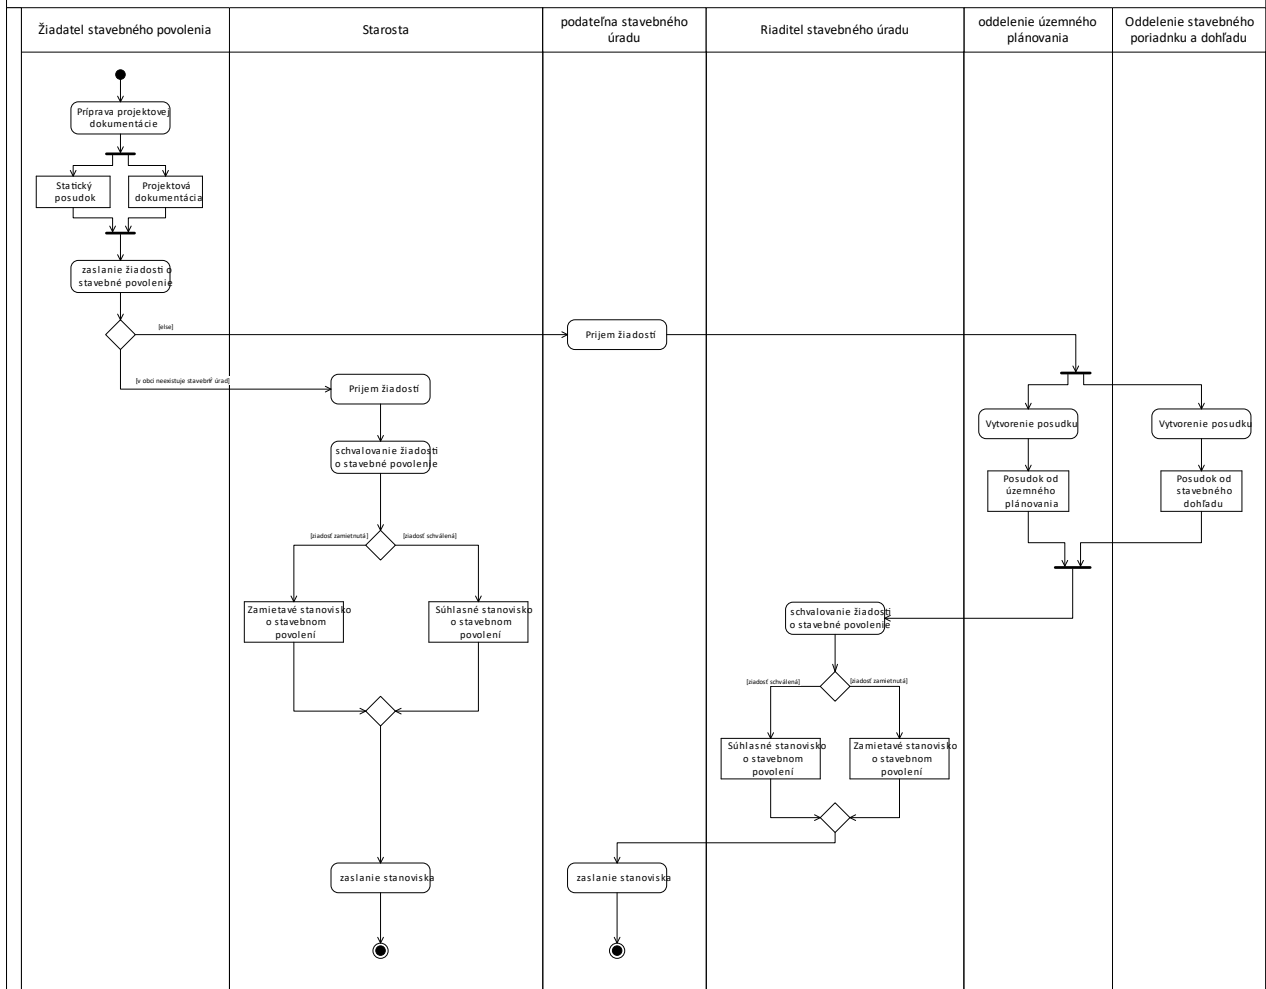 Žiadatel stavebného povolenia
Starosta
podateľna stavebného
úradu
Riaditel stavebného úradu
oddelenie územného
plánovania
Oddelenie stavebného
poriadnku a dohľadu
Príprava projektovej
dokumentácie
Statický
posudok
Projektová
dokumentácia
zaslanie žiadosti o
stavebné povolenie
[else]
Prijem žiadostí
[v obci neexistuje stavebný úrad]
Prijem žiadostí
schvalovanie žiadosti
o stavebné povolenie
Vytvorenie posudku
Vytvorenie posudku
Posudok od
územného
plánovania
Posudok od
stavebného
dohľadu
[ziadosť zamietnutá]
[ziadosť schválená]
Zamietavé stanovisko
o stavebnom
povolení
Súhlasné stanovisko
o stavebnom
povolení
schvalovanie žiadosti
o stavebné povolenie
[ziadosť schválená]
[ziadosť zamietnutá]
Súhlasné stanovisko
o stavebnom
povolení
Zamietavé stanovisko
o stavebnom
povolení
zaslanie stanoviska
zaslanie stanoviska